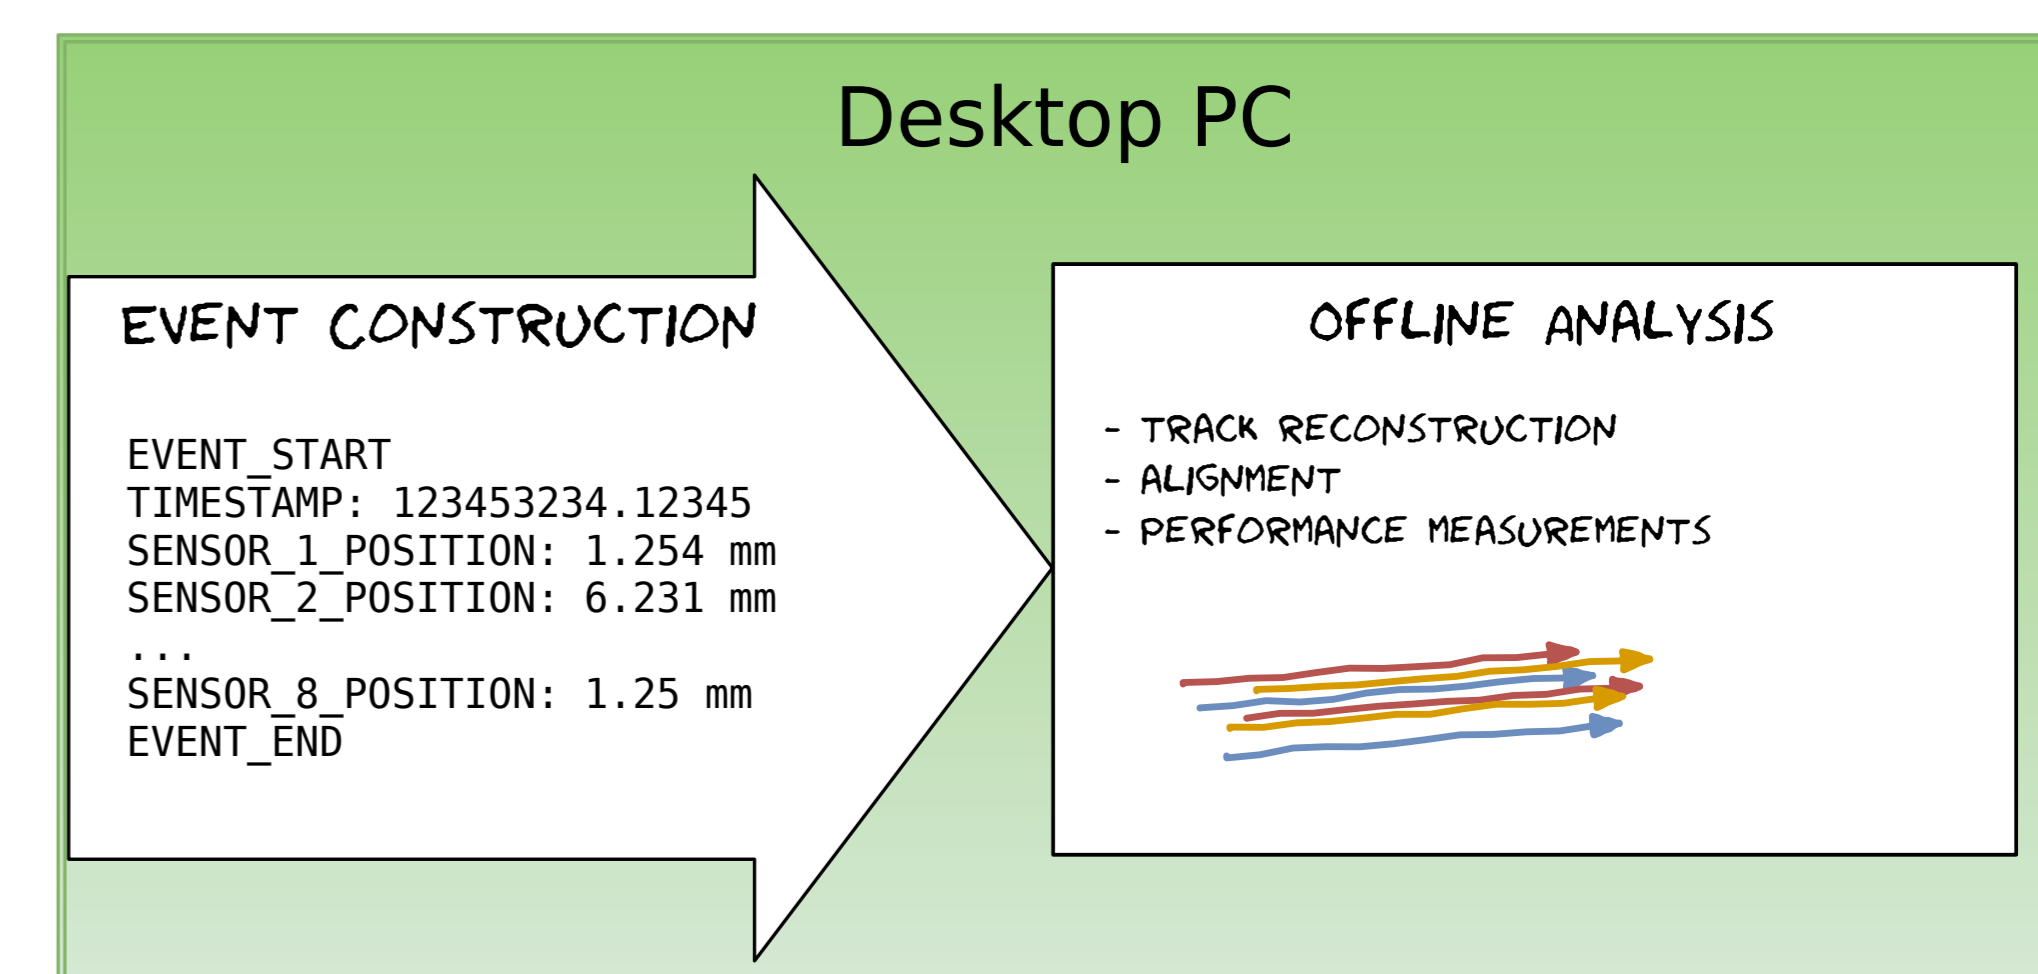 Desktop PC
EVENT CONSTRUCTION
EVENT_START
TIMESTAMP: 123453234.12345
SENSOR_1_POSITION: 1.254 mm
SENSOR_2_POSITION: 6.231 mm
...
SENSOR_8_POSITION: 1.25 mm
EVENT_END
OFFLINE ANALYSIS
- TRACK RECONSTRUCTION
- ALIGNMENT
- PERFORMANCE MEASUREMENTS